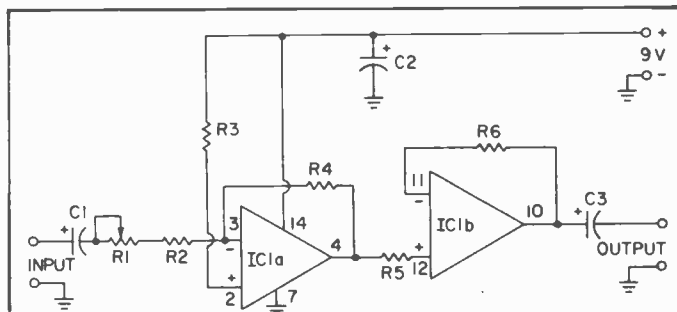 +
9V
-
+
C2
R3
R6
R4
11
-
C1
+
3
-
14
IC1a
4
IC1b
10
C3
+
INPUT
R1
R2
+
2
7
R5
+
12
OUTPUT